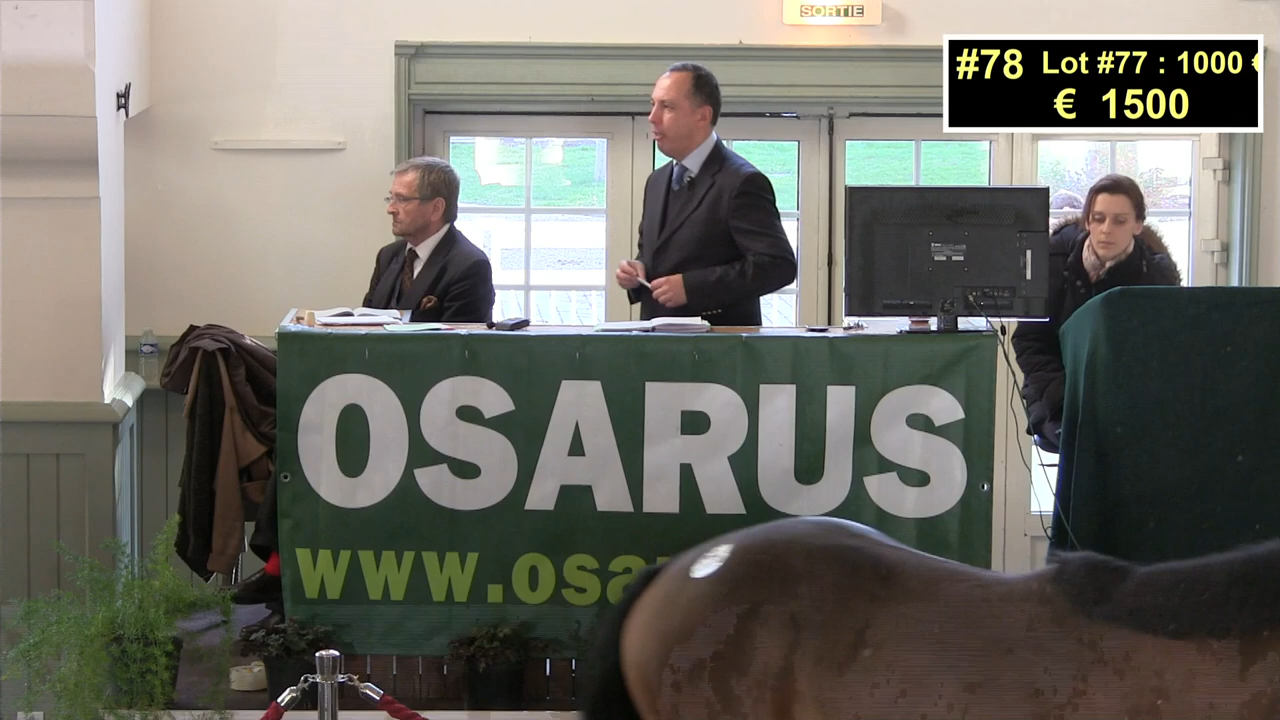 SORTIE
#78 Lot #77 : 1000 €
€ 1500
OSARUS
www.osa